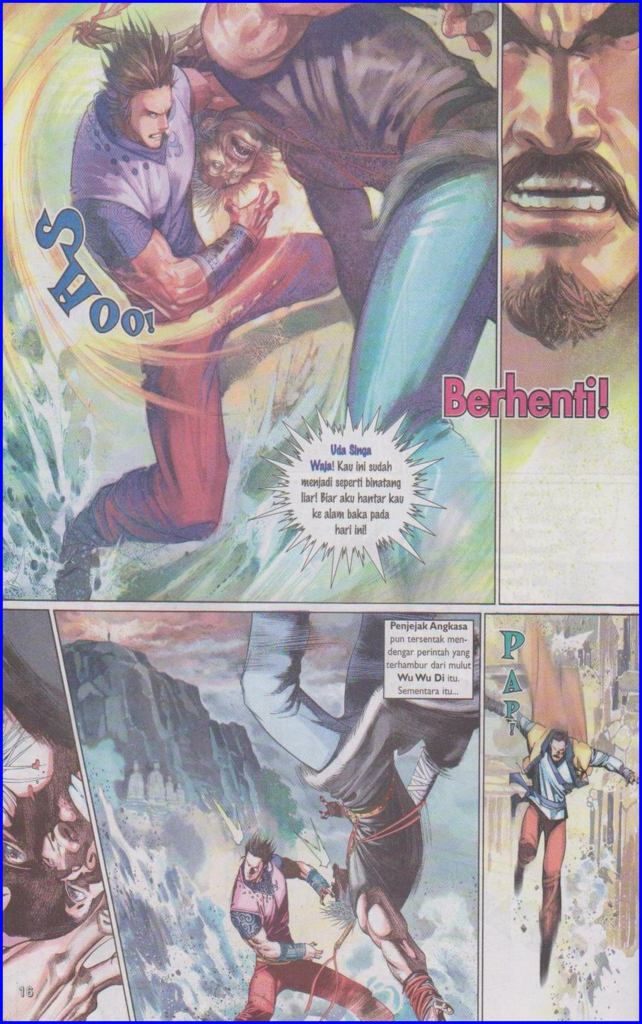 SHOO!
Berhenti!
Uda Singa
Waja! Kau ini sudah
menjadi seperti binatang
liar! Biar aku hantar kau
ke alam baka pada
hari ini!
Penjejak Angkasa
pun tersentak men-
dengar perintah yang
terhambur dari mulut
Wu Wu Di itu.
Sementara itu...
PAP!
16